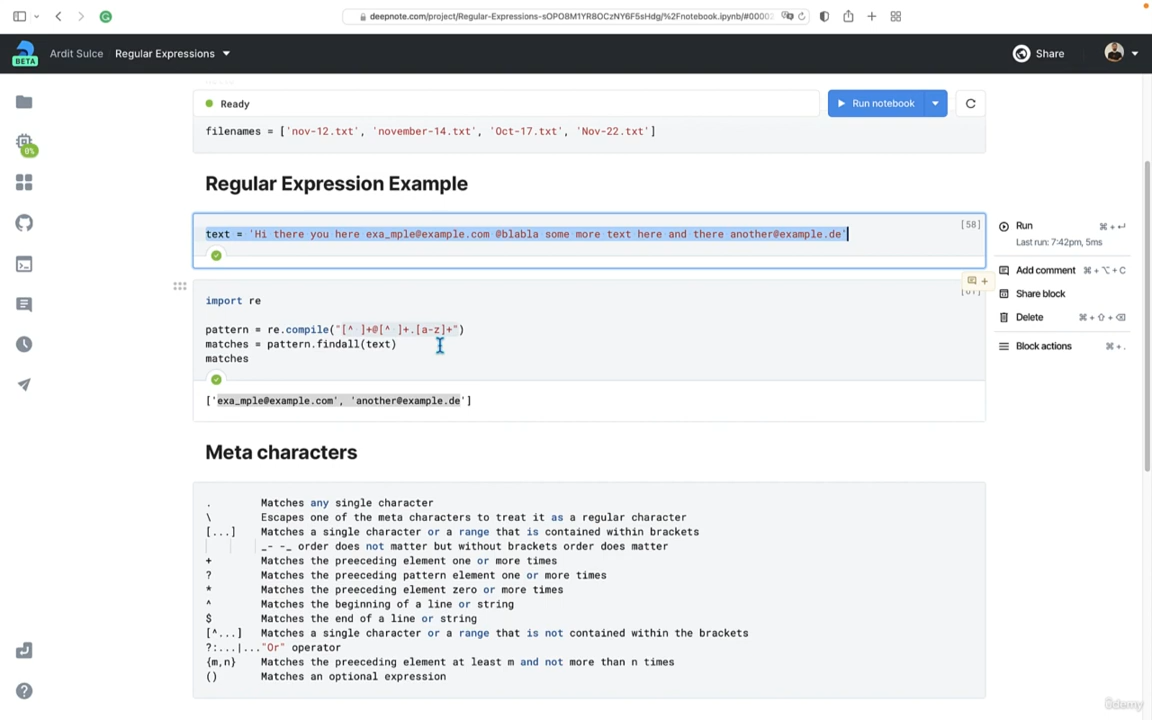 deepnote.com/project/Regular-Expressions-sOPO8M1YR8OCzNY6F5sHdg/%2Fnotebook.ipynb/#0000
BETA
Ardit Sulce
Regular Expressions
Share
Ready
Run notebook
filenames = ['nov-12.txt', 'november-14.txt', 'Oct-17.txt', 'Nov-22.txt']
0%
Regular Expression Example
[58]
text = 'Hi there you here exa_mple@example.com @blabla some more text here and there another@example.de'
Run ⌘+↵
Last run: 7:42pm, 5ms
Add comment ⌘+⌥+C
Share block
Delete ⌘+⇧+⌫
Block actions ⌘+.
import re
pattern = re.compile("[^ ]+@[^ ]+.[a-z]+")
matches = pattern.findall(text)
matches
['exa_mple@example.com', 'another@example.de']
Meta characters
. Matches any single character
\ Escapes one of the meta characters to treat it as a regular character
[...] Matches a single character or a range that is contained within brackets
_- -_ order does not matter but without brackets order does matter
+ Matches the preeceding element one or more times
? Matches the preeceding pattern element one or more times
* Matches the preeceding element zero or more times
^ Matches the beginning of a line or string
$ Matches the end of a line or string
[^...] Matches a single character or a range that is not contained within the brackets
?:...|..."Or" operator
{m,n} Matches the preeceding element at least m and not more than n times
() Matches an optional expression
ûdemy